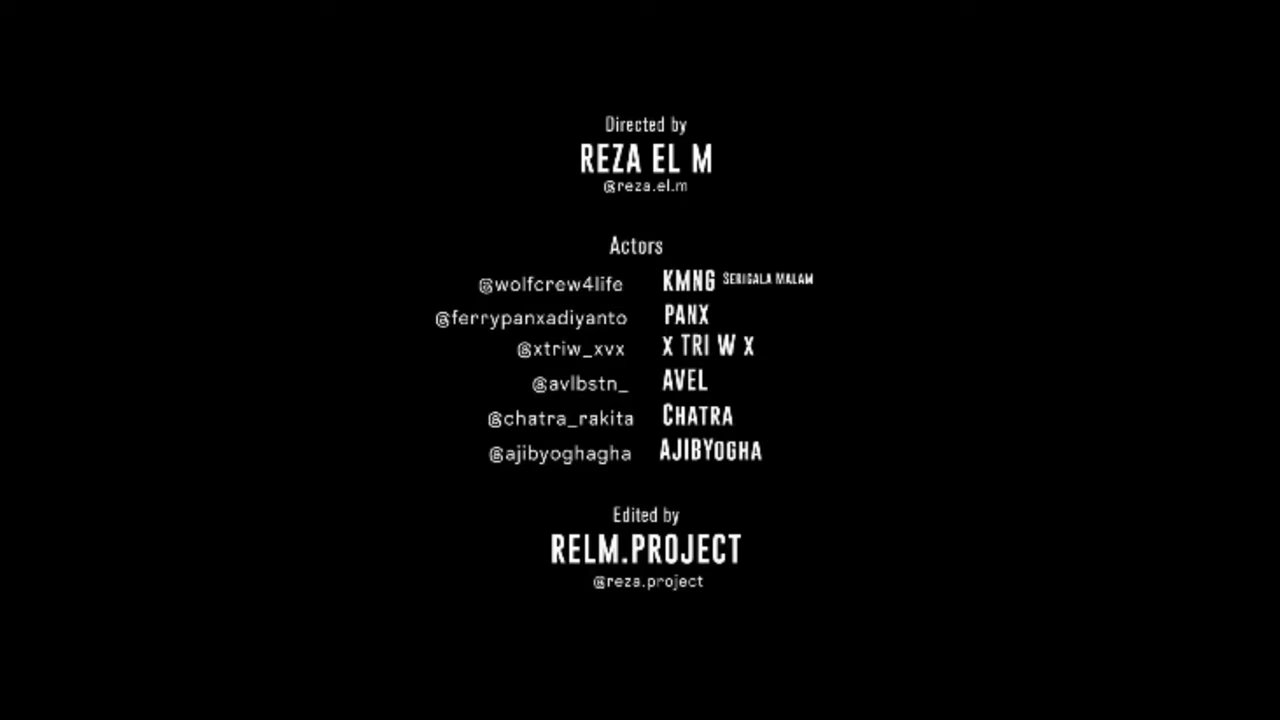 Directed by
REZA EL M
@reza.el.m
Actors
@wolfcrew4life KMNG SERIGALA MALAM
@ferrypanxadiyanto PANX
@xtriw_xvx X TRI W X
@avlbstn_ AVEL
@chatra_rakita CHATRA
@ajibyoghagha AJIBYOGHA
Edited by
RELM.PROJECT
@reza.project